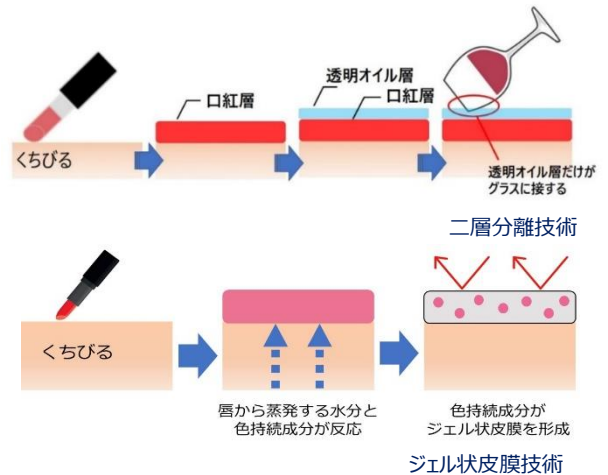 口紅層
透明オイル層
口紅層
くちびる
透明オイル層だけが
グラスに接する
二層分離技術
くちびる
唇から蒸発する水分と
色持続成分が反応
色持続成分が
ジェル状皮膜を形成
ジェル状皮膜技術